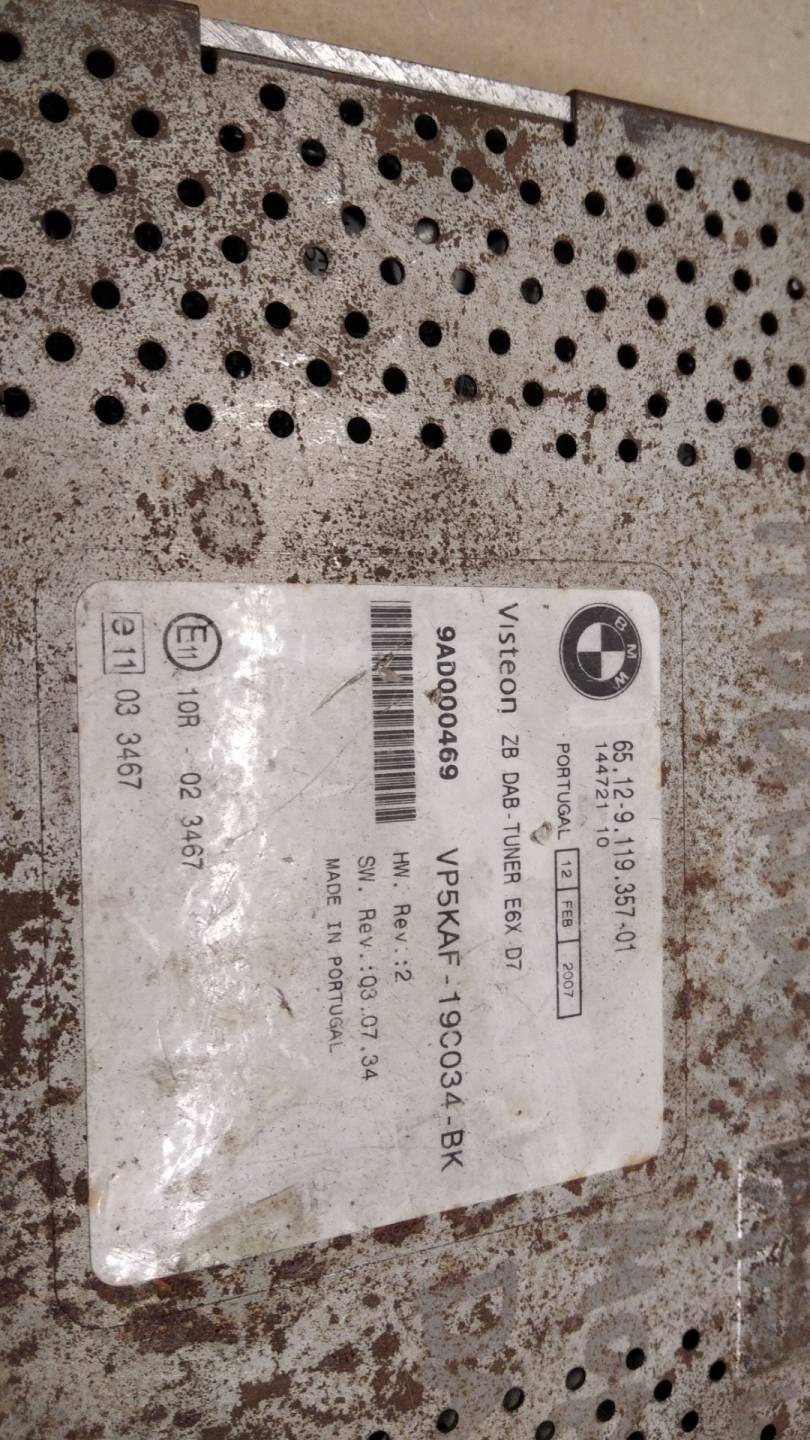 BMW
65.12-9.119.357-01
144721 10
PORTUGAL 12 FEB 2007
Visteon ZB DAB-TUNER E6X D7
9AD000469 VP5KAF-19C034-BK
HW. Rev.:2
SW. Rev.:03.07.34
MADE IN PORTUGAL
E11 10R - 02 3467
e11 03 3467